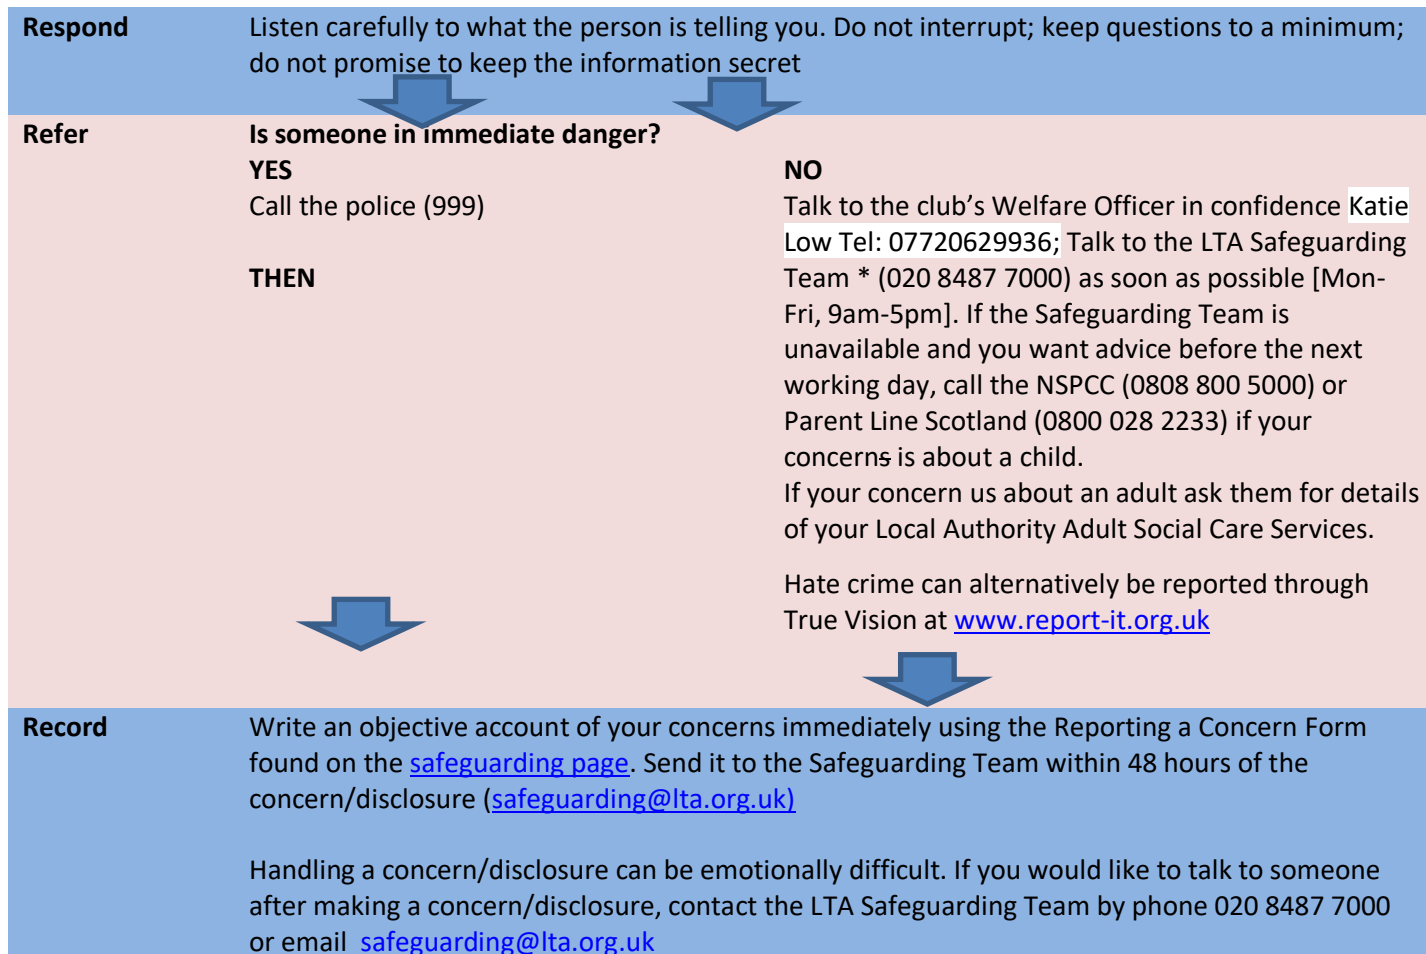 Respond
Listen carefully to what the person is telling you. Do not interrupt; keep questions to a minimum;
do not promise to keep the information secret
Refer
Is someone in immediate danger?
YES
Call the police (999)
THEN
NO
Talk to the club’s Welfare Officer in confidence Katie
Low Tel: 07720629936; Talk to the LTA Safeguarding
Team * (020 8487 7000) as soon as possible [Mon-
Fri, 9am-5pm]. If the Safeguarding Team is
unavailable and you want advice before the next
working day, call the NSPCC (0808 800 5000) or
Parent Line Scotland (0800 028 2233) if your
concerns is about a child.
If your concern us about an adult ask them for details
of your Local Authority Adult Social Care Services.
Hate crime can alternatively be reported through
True Vision at www.report-it.org.uk
Record
Write an objective account of your concerns immediately using the Reporting a Concern Form
found on the safeguarding page. Send it to the Safeguarding Team within 48 hours of the
concern/disclosure (safeguarding@lta.org.uk)
Handling a concern/disclosure can be emotionally difficult. If you would like to talk to someone
after making a concern/disclosure, contact the LTA Safeguarding Team by phone 020 8487 7000
or email safeguarding@lta.org.uk